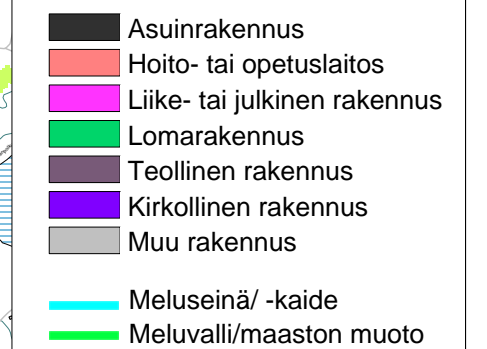 Asuinrakennus
Hoito- tai opetuslaitos
Liike- tai julkinen rakennus
Lomarakennus
Teollinen rakennus
Kirkollinen rakennus
Muu rakennus
Meluseinä/ -kaide
Meluvalli/maaston muoto